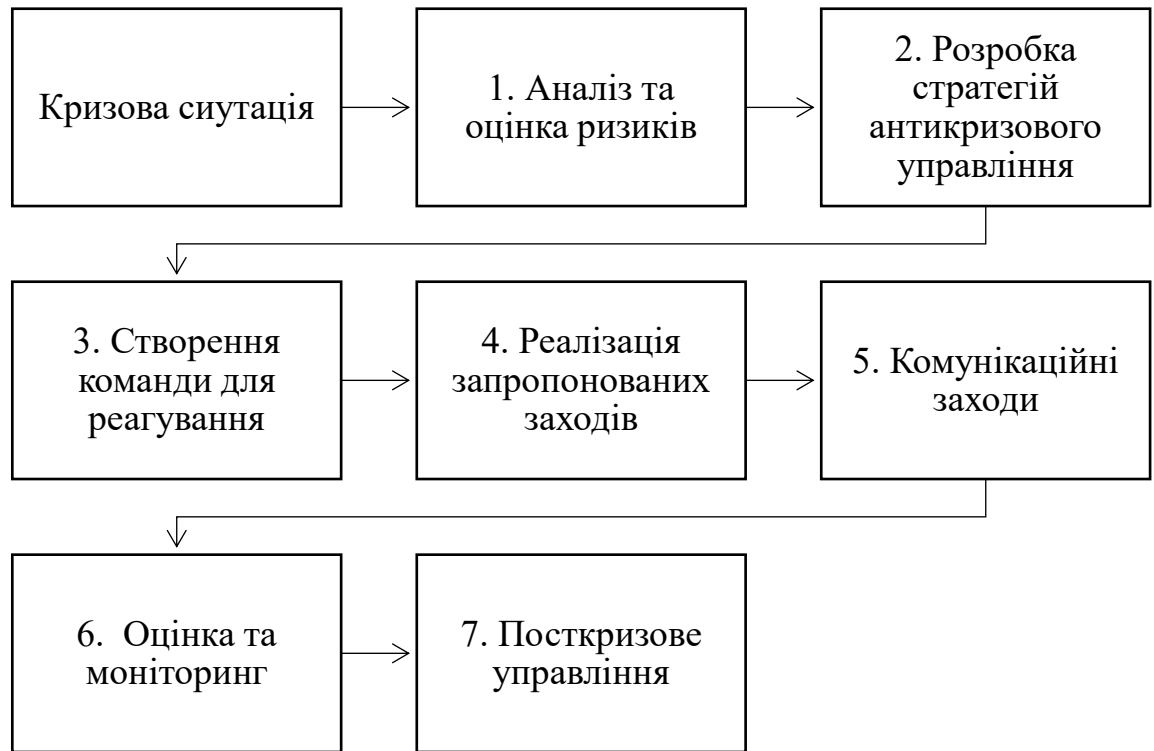 Кризова сиутація
1. Аналіз та
оцінка ризиків
2. Розробка
стратегій
антикризового
управління
3. Створення
команди для
реагування
4. Реалізація
запропонованих
заходів
5. Комунікаційні
заходи
6.  Оцінка та
моніторинг
7. Посткризове
управління